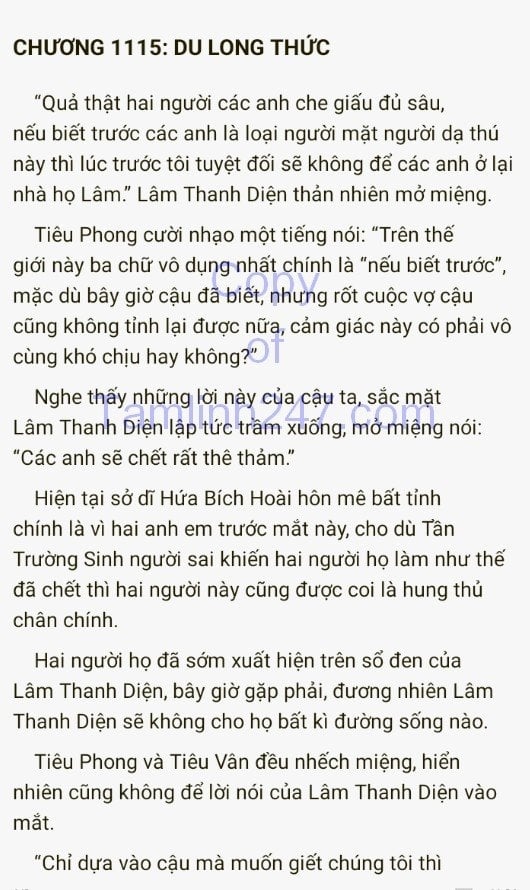 CHƯƠNG 1115: DU LONG THỨC
“Quả thật hai người các anh che giấu đủ sâu,
nếu biết trước các anh là loại người mặt người dạ thú
này thì lúc trước tôi tuyệt đối sẽ không để các anh ở lại
nhà họ Lâm.” Lâm Thanh Diện thản nhiên mở miệng.
Tiêu Phong cười nhạo một tiếng nói: “Trên thế
giới này ba chữ vô dụng nhất chính là “nếu biết trước”,
mặc dù bây giờ cậu đã biết, nhưng rốt cuộc vợ cậu
cũng không tỉnh lại được nữa, cảm giác này có phải vô
cùng khó chịu hay không?”
Nghe thấy những lời này của cậu ta, sắc mặt
Lâm Thanh Diện lập tức trầm xuống, mở miệng nói:
“Các anh sẽ chết rất thê thảm.”
Hiện tại sở dĩ Hứa Bích Hoài hôn mê bất tỉnh
chính là vì hai anh em trước mắt này, cho dù Tần
Trường Sinh người sai khiến hai người họ làm như thế
đã chết thì hai người này cũng được coi là hung thủ
chân chính.
Hai người họ đã sớm xuất hiện trên sổ đen của
Lâm Thanh Diện, bây giờ gặp phải, đương nhiên Lâm
Thanh Diện sẽ không cho họ bất kì đường sống nào.
Tiêu Phong và Tiêu Vân đều nhếch miệng, hiển
nhiên cũng không để lời nói của Lâm Thanh Diện vào
mắt.
“Chỉ dựa vào cậu mà muốn giết chúng tôi thì
Copy
of
Tamlinh247.com